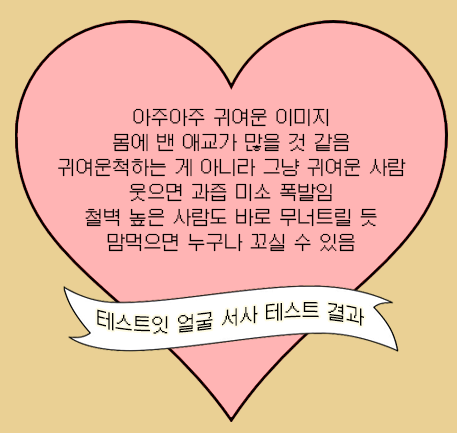 아주아주 귀여운 이미지
몸에 밴 애교가 많을 것 같음
귀여운척하는 게 아니라 그냥 귀여운 사람
웃으면 과즙 미소 폭발임
철벽 높은 사람도 바로 무너트릴 듯
맘먹으면 누구나 꼬실 수 있음
테스트잇 얼굴 서사 테스트 결과